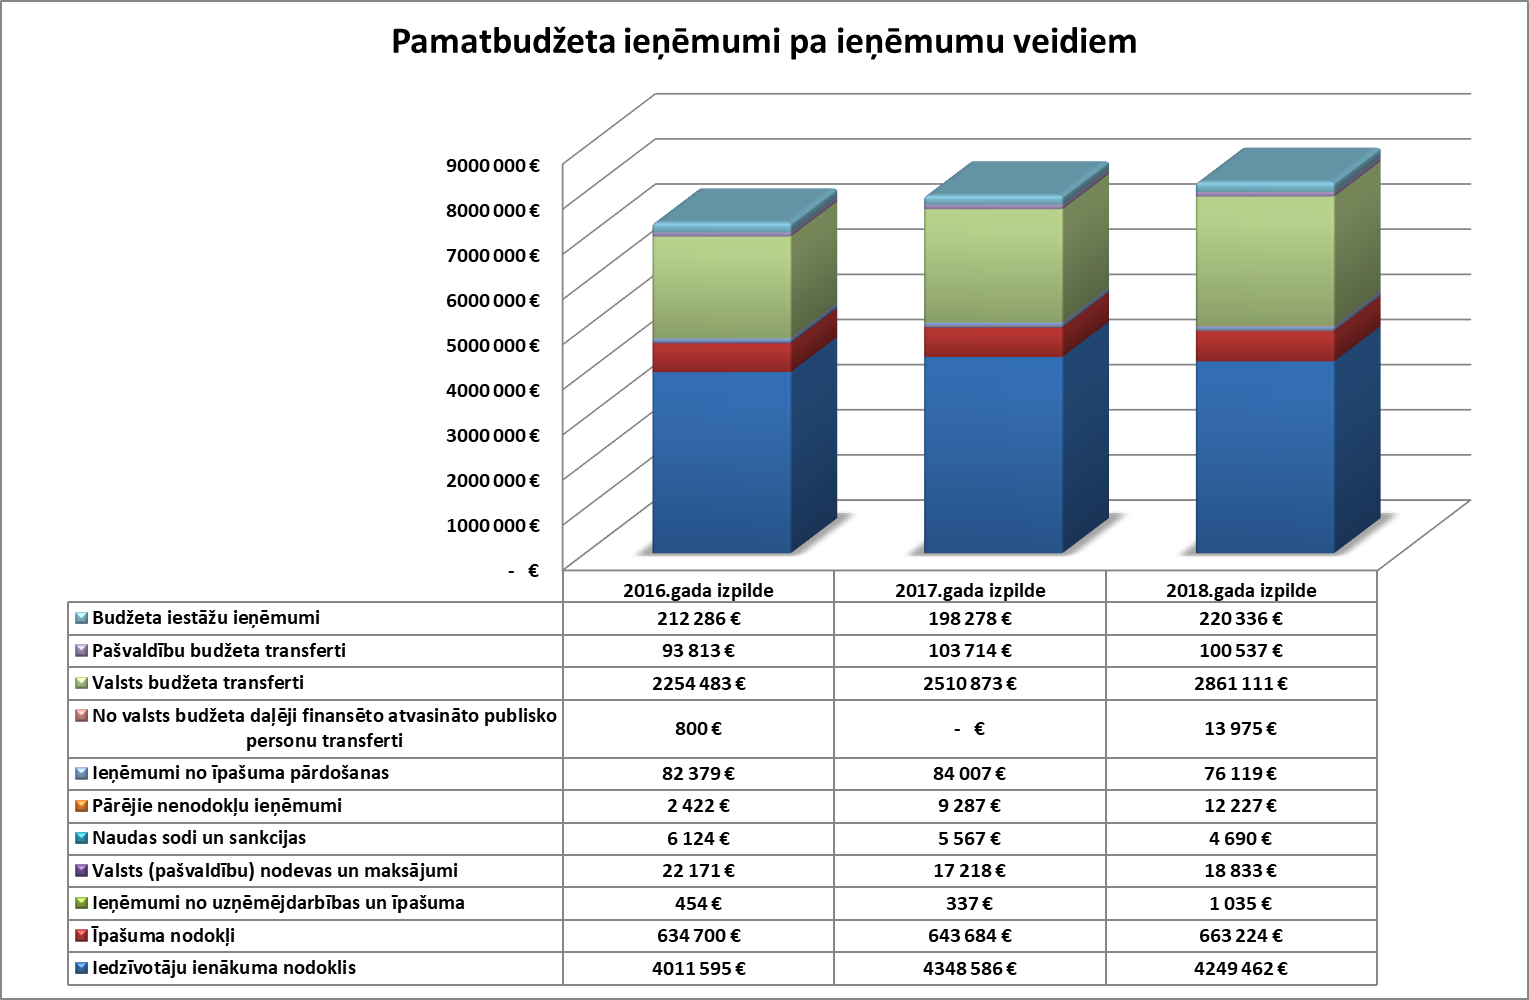 Pamatbudžeta ieņēmumi pa ieņēmumu veidiem
9000 000 €
8000 000 €
7000 000 €
6000 000 €
5000 000 €
4000 000 €
3000 000 €
2000 000 €
1000 000 €
- €
2016.gada izpilde 2017.gada izpilde 2018.gada izpilde
Budžeta iestāžu ieņēmumi 212 286 € 198 278 € 220 336 €
Pašvaldību budžeta transferti 93 813 € 103 714 € 100 537 €
Valsts budžeta transferti 2254 483 € 2510 873 € 2861 111 €
No valsts budžeta daļēji finansēto atvasināto publisko
personu transferti 800 € - € 13 975 €
Ieņēmumi no īpašuma pārdošanas 82 379 € 84 007 € 76 119 €
Pārējie nenodokļu ieņēmumi 2 422 € 9 287 € 12 227 €
Naudas sodi un sankcijas 6 124 € 5 567 € 4 690 €
Valsts (pašvaldību) nodevas un maksājumi 22 171 € 17 218 € 18 833 €
Ieņēmumi no uzņēmējdarbības un īpašuma 454 € 337 € 1 035 €
Īpašuma nodokļi 634 700 € 643 684 € 663 224 €
Iedzīvotāju ienākuma nodoklis 4011 595 € 4348 586 € 4249 462 €